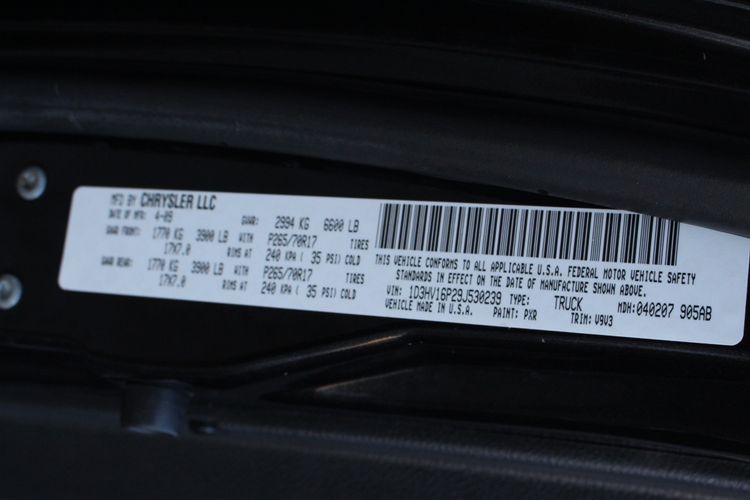 MFD BY CHRYSLER LLC
DATE OF MFR: 4-09 GVWR: 2994 KG 6600 LB
GAWR FRONT: 1770 KG 3900 LB WITH P265/70R17 TIRES
17X7.0 RIMS AT 240 KPA ( 35 PSI) COLD
GAWR REAR: 1770 KG 3900 LB WITH P265/70R17 TIRES
17X7.0 RIMS AT 240 KPA ( 35 PSI) COLD
THIS VEHICLE CONFORMS TO ALL APPLICABLE U.S.A. FEDERAL MOTOR VEHICLE SAFETY
STANDARDS IN EFFECT ON THE DATE OF MANUFACTURE SHOWN ABOVE.
VIN: 1D3HV16P29J530239 TYPE: TRUCK MDH:040207 905AB
VEHICLE MADE IN U.S.A. PAINT: PXR TRIM: V9V3